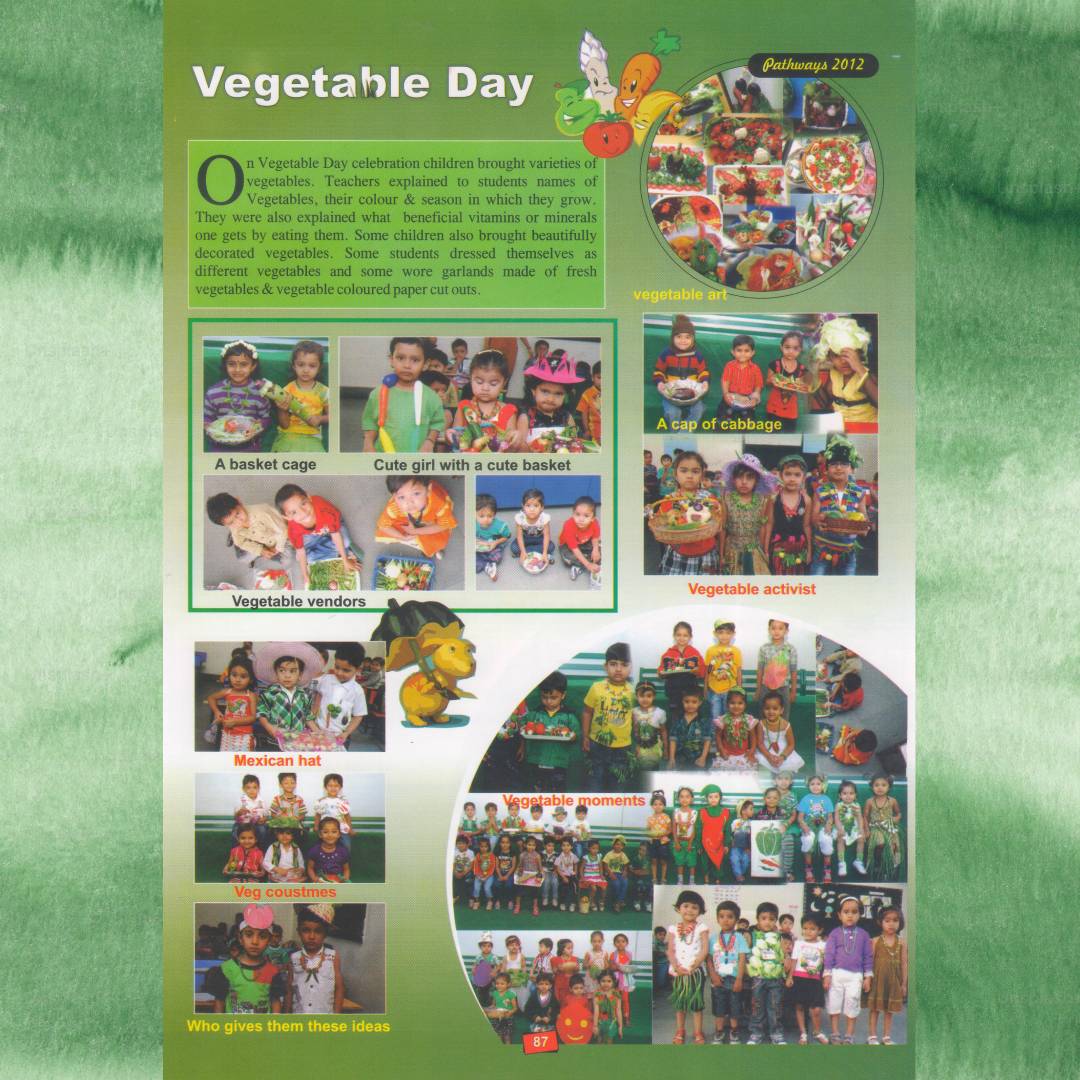 Vegetable Day
Pathways 2012
On Vegetable Day celebration children brought varieties of
vegetables. Teachers explained to students names of
Vegetables, their colour & season in which they grow.
They were also explained what beneficial vitamins or minerals
one gets by eating them. Some children also brought beautifully
decorated vegetables. Some students dressed themselves as
different vegetables and some wore garlands made of fresh
vegetables & vegetable coloured paper cut outs.
vegetable art
A basket cage
Cute girl with a cute basket
A cap of cabbage
Vegetable vendors
Vegetable activist
Mexican hat
Vegetable moments
Veg coustmes
Who gives them these ideas
87